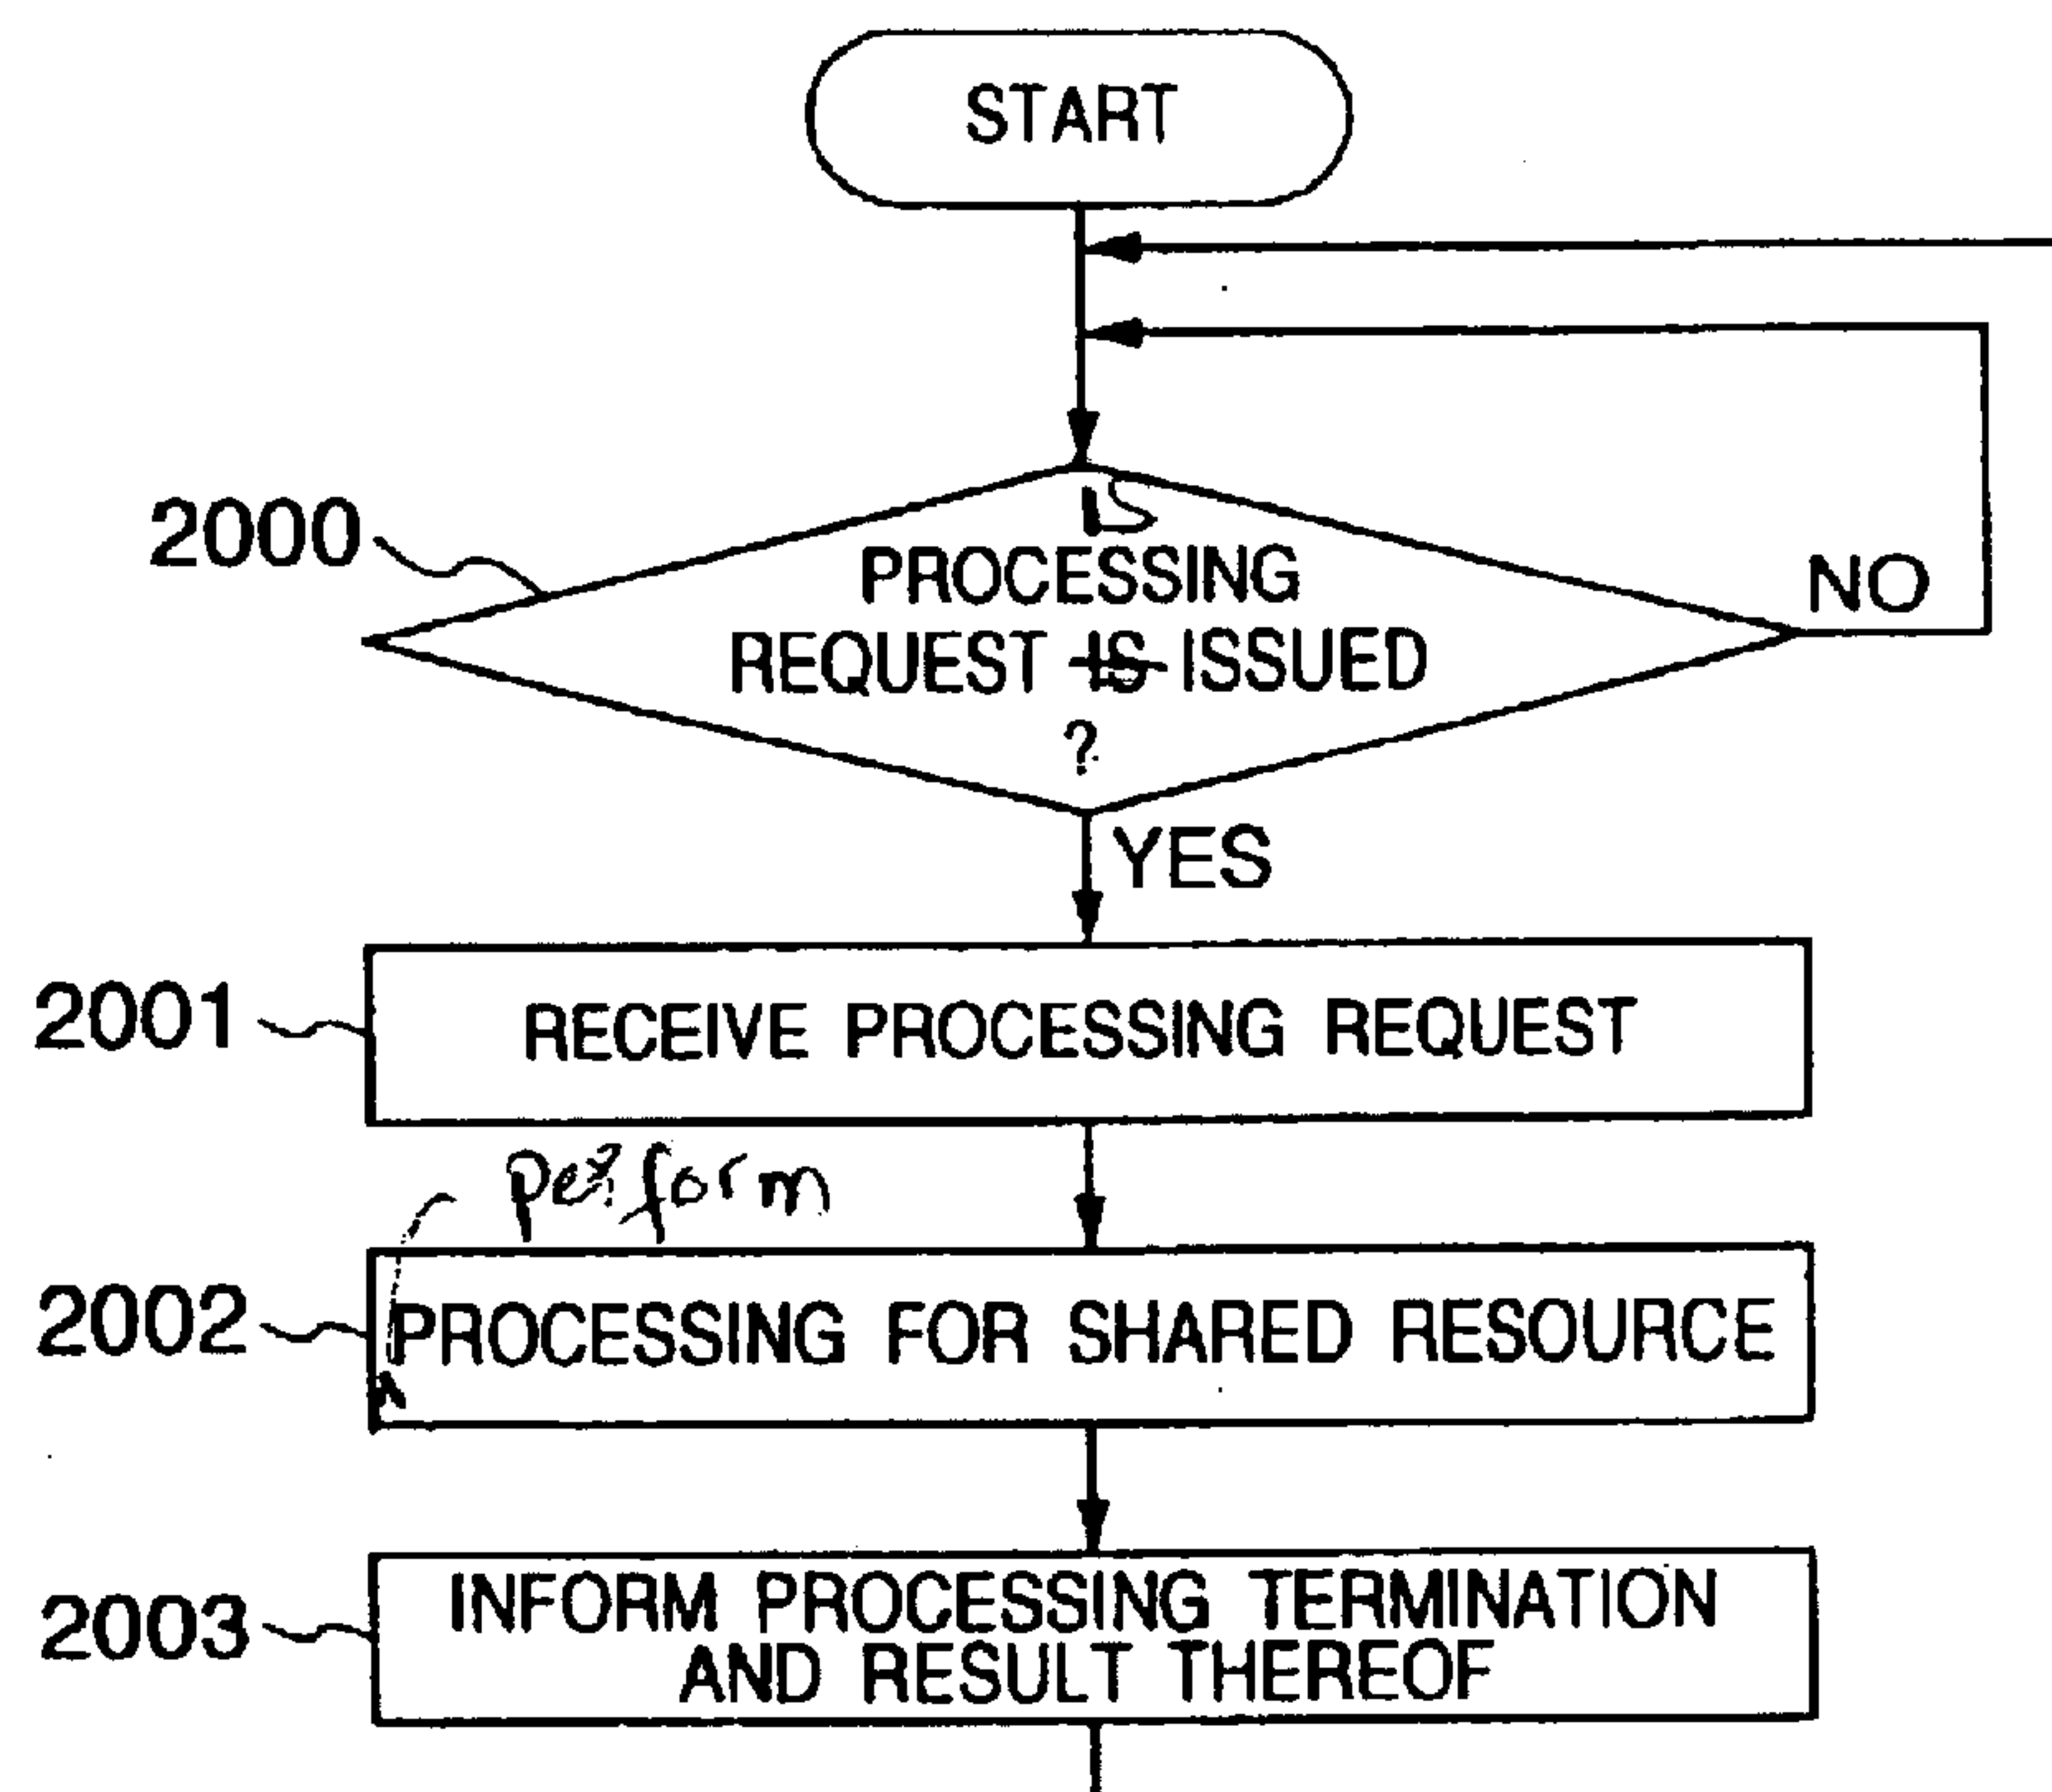 START
2000
is
PROCESSING
REQUEST IS ISSUED
?
NO
YES
2001
RECEIVE PROCESSING REQUEST
perform
2002
PROCESSING FOR SHARED RESOURCE
2003
INFORM PROCESSING TERMINATION
AND RESULT THEREOF